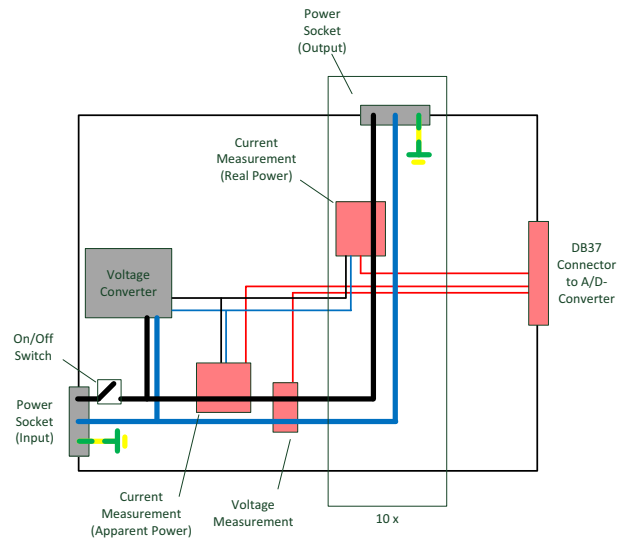 Power
Socket
(Output)
Current
Measurement
(Real Power)
DB37
Connector
to A/D-
Converter
Voltage
Converter
On/Off
Switch
Power
Socket
(Input)
Current
Measurement
(Apparent Power)
Voltage
Measurement
10 x